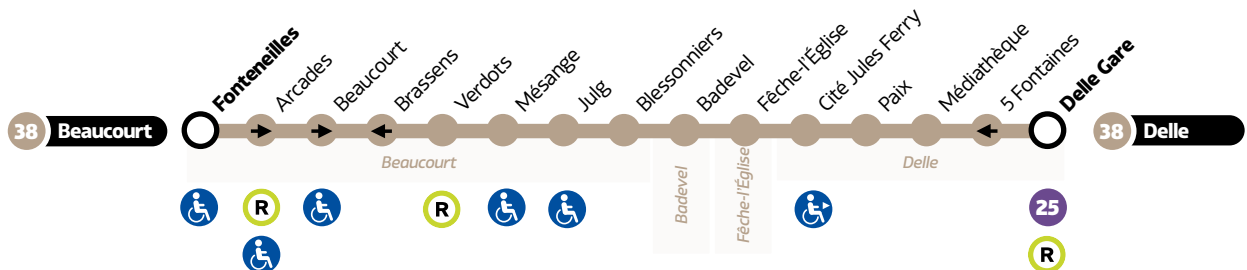 38 Beaucourt
Fonteneilles
Arcades
Beaucourt
Brassens
Verdots
Mésange
Julg
Blessonniers
Badevel
Fêche-l'Église
Cité Jules Ferry
Paix
Médiathèque
5 Fontaines
Delle Gare
38 Delle
Beaucourt
Badevel
Fêche-l'Église
Delle
R
R
25
R